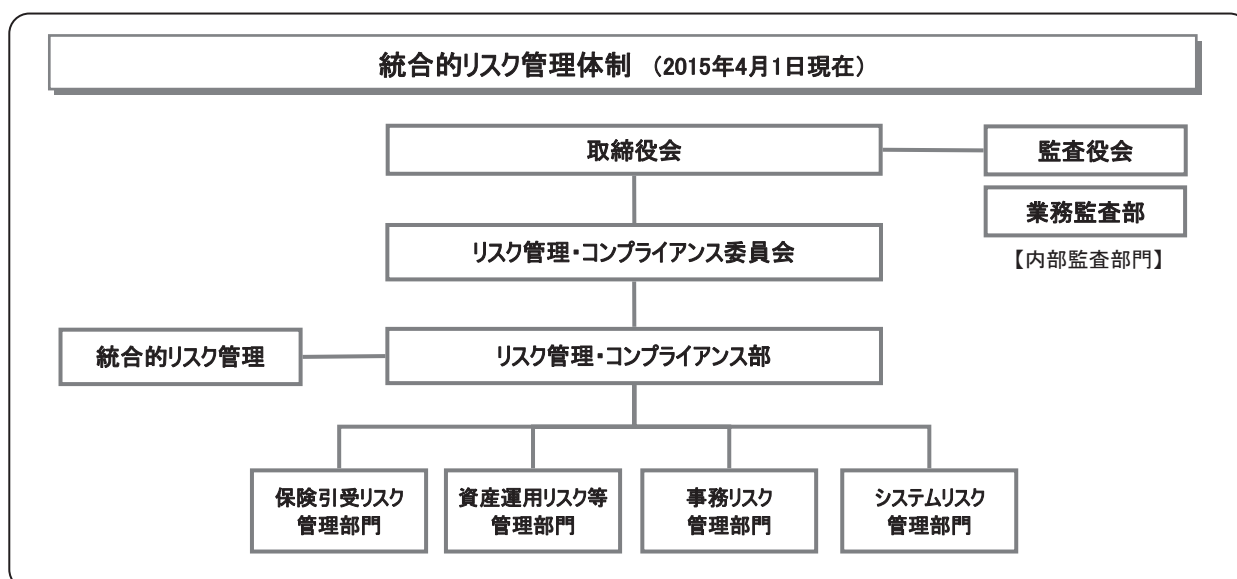 統合的リスク管理体制 （2015年4月1日現在）
取締役会
監査役会
業務監査部
【内部監査部門】
リスク管理・コンプライアンス委員会
統合的リスク管理
リスク管理・コンプライアンス部
保険引受リスク
管理部門
資産運用リスク等
管理部門
事務リスク
管理部門
システムリスク
管理部門